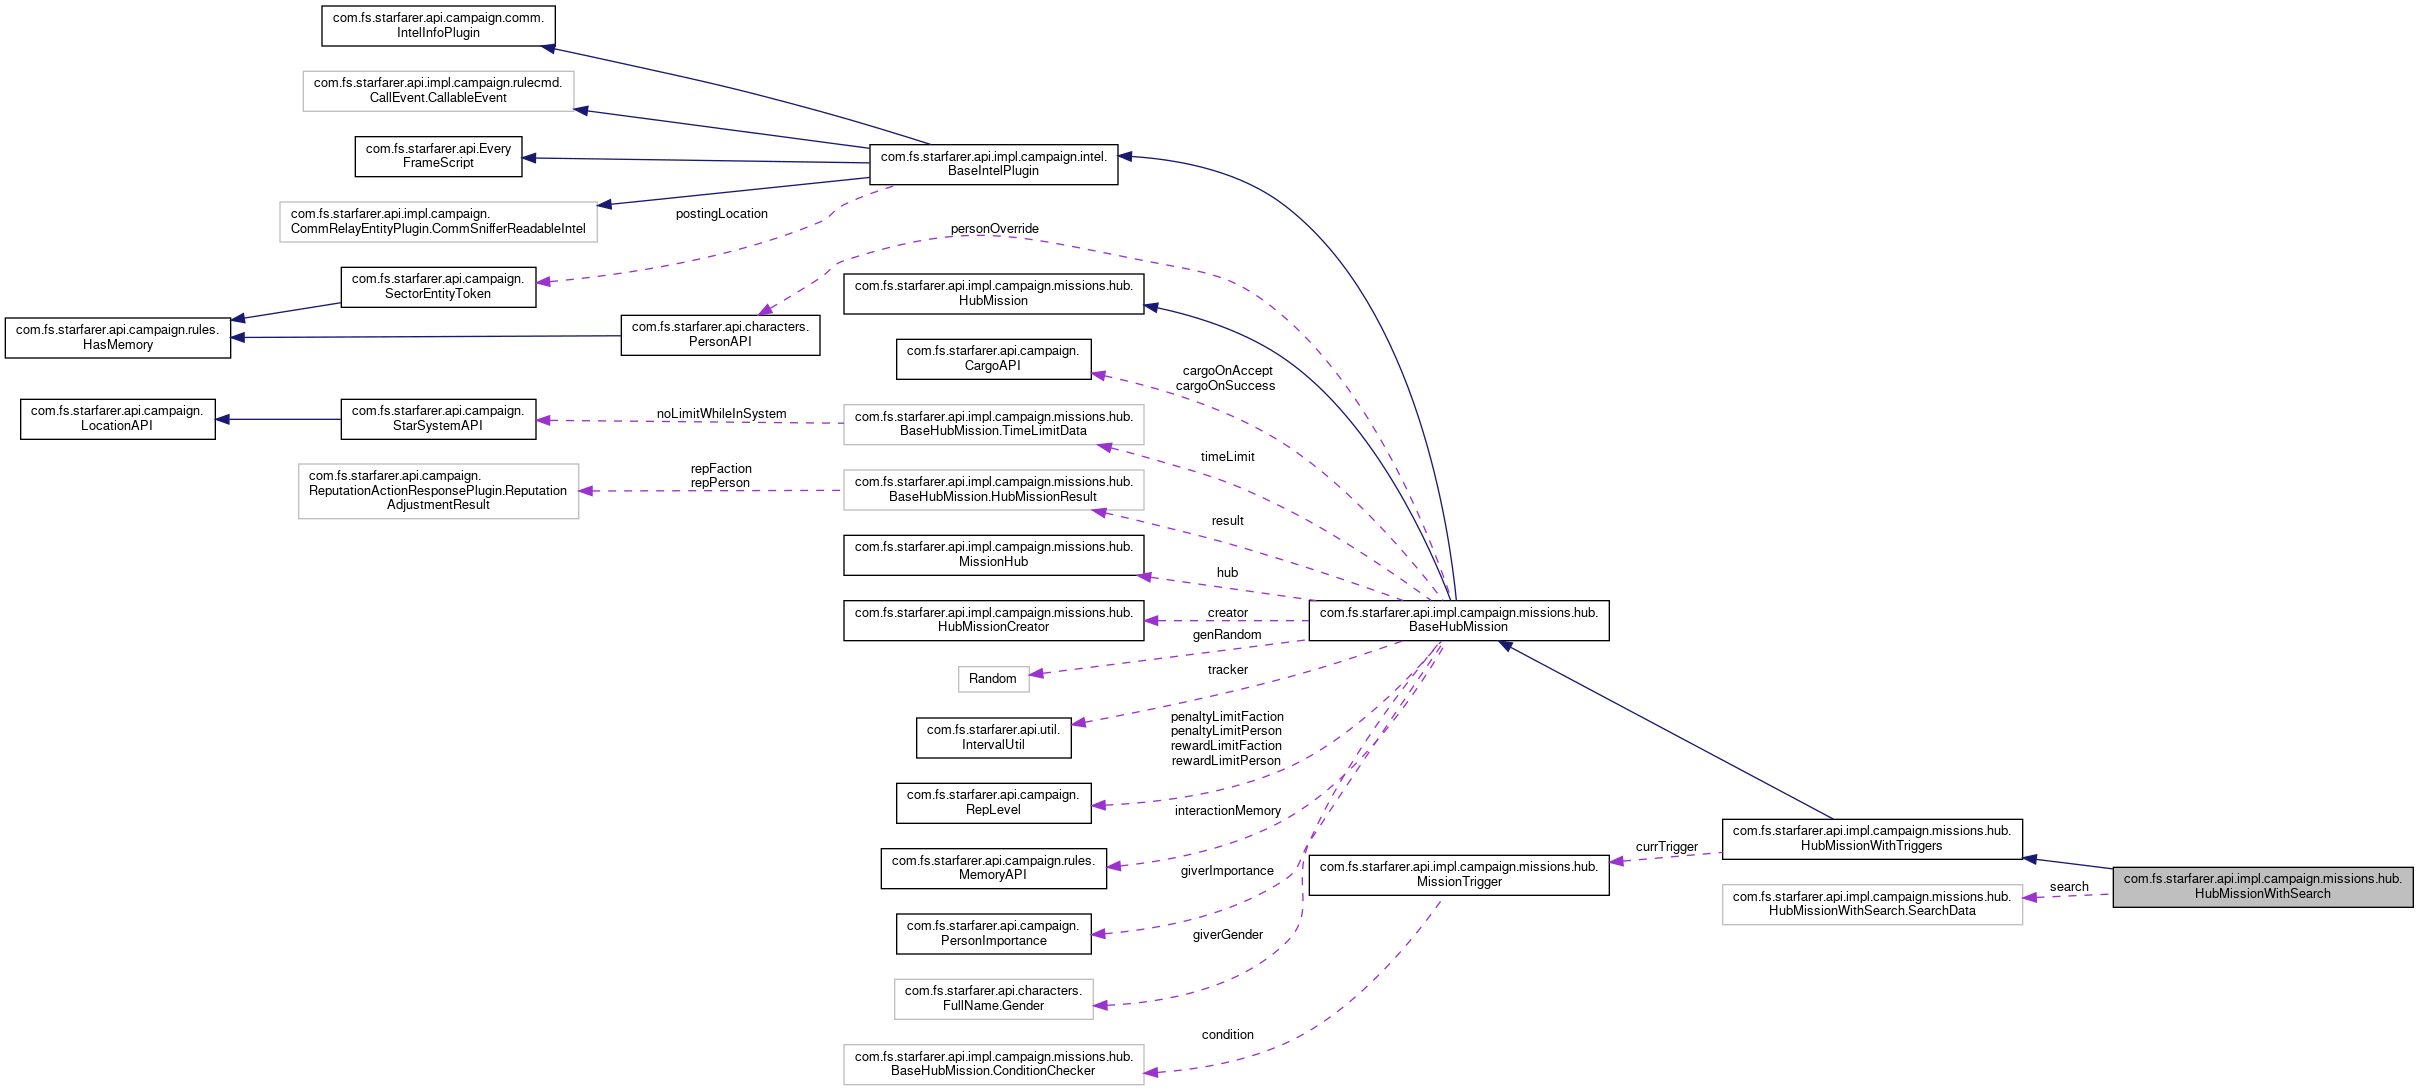 com.fs.starfarer.api.campaign.comm.
IntelInfoPlugin
com.fs.starfarer.api.impl.campaign.rulecmd.
CallEvent.CallableEvent
com.fs.starfarer.api.Every
FrameScript
com.fs.starfarer.api.impl.campaign.intel.
BaseIntelPlugin
com.fs.starfarer.api.impl.campaign.
CommRelayEntityPlugin.CommSnifferReadableIntel
postingLocation
personOverride
com.fs.starfarer.api.campaign.
SectorEntityToken
com.fs.starfarer.api.impl.campaign.missions.hub.
HubMission
com.fs.starfarer.api.campaign.rules.
HasMemory
com.fs.starfarer.api.characters.
PersonAPI
com.fs.starfarer.api.campaign.
CargoAPI
cargoOnAccept
cargoOnSuccess
com.fs.starfarer.api.campaign.
LocationAPI
com.fs.starfarer.api.campaign.
StarSystemAPI
noLimitWhileInSystem
com.fs.starfarer.api.impl.campaign.missions.hub.
BaseHubMission.TimeLimitData
timeLimit
com.fs.starfarer.api.campaign.
ReputationActionResponsePlugin.Reputation
AdjustmentResult
repFaction
repPerson
com.fs.starfarer.api.impl.campaign.missions.hub.
BaseHubMission.HubMissionResult
result
com.fs.starfarer.api.impl.campaign.missions.hub.
MissionHub
hub
com.fs.starfarer.api.impl.campaign.missions.hub.
HubMissionCreator
creator
com.fs.starfarer.api.impl.campaign.missions.hub.
BaseHubMission
genRandom
Random
tracker
com.fs.starfarer.api.util.
IntervalUtil
penaltyLimitFaction
penaltyLimitPerson
rewardLimitFaction
rewardLimitPerson
com.fs.starfarer.api.campaign.
RepLevel
interactionMemory
com.fs.starfarer.api.campaign.rules.
MemoryAPI
giverImportance
com.fs.starfarer.api.impl.campaign.missions.hub.
MissionTrigger
currTrigger
com.fs.starfarer.api.impl.campaign.missions.hub.
HubMissionWithTriggers
com.fs.starfarer.api.impl.campaign.missions.hub.
HubMissionWithSearch
search
com.fs.starfarer.api.impl.campaign.missions.hub.
HubMissionWithSearch.SearchData
com.fs.starfarer.api.campaign.
PersonImportance
giverGender
com.fs.starfarer.api.characters.
FullName.Gender
condition
com.fs.starfarer.api.impl.campaign.missions.hub.
BaseHubMission.ConditionChecker